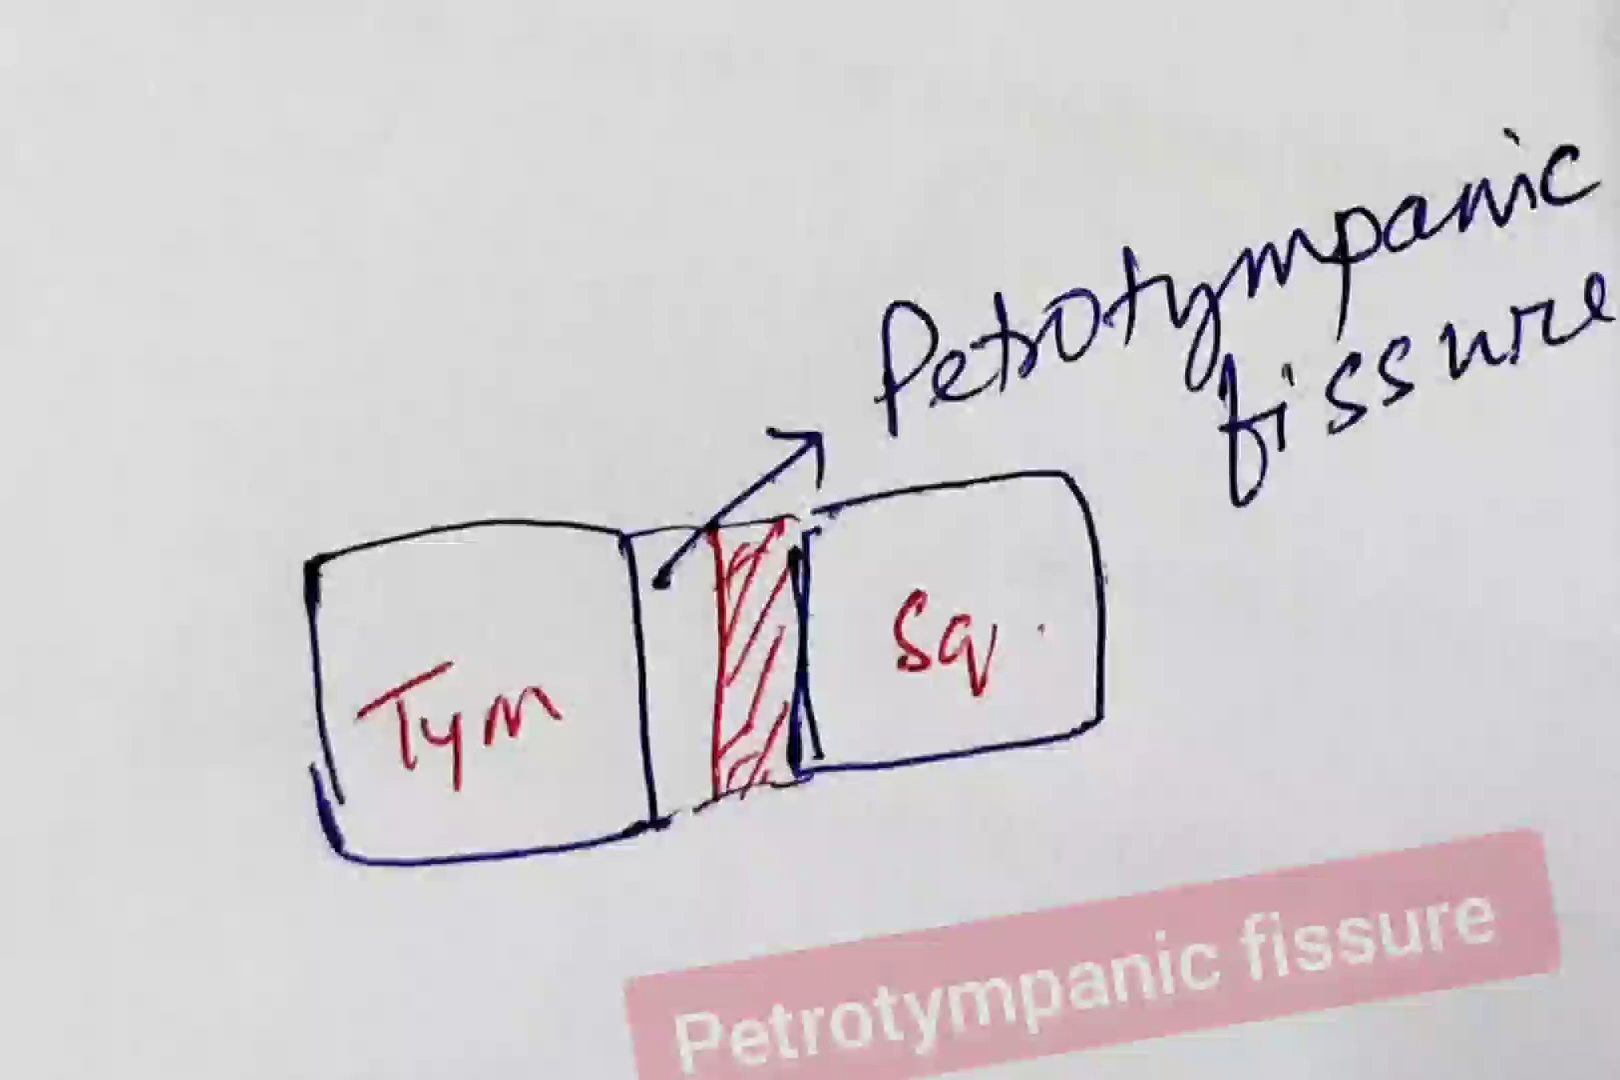 Petrotympanic
fissure
Tym
Sq.
Petrotympanic fissure